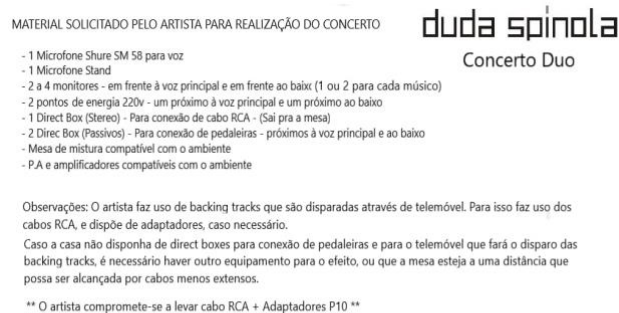 MATERIAL SOLICITADO PELO ARTISTA PARA REALIZAÇÃO DO CONCERTO
duda spinola
Concerto Duo
- 1 Microfone Shure SM 58 para voz
- 1 Microfone Stand
- 2 a 4 monitores - em frente à voz principal e em frente ao baixo (1 ou 2 para cada músico)
- 2 pontos de energia 220v - um próximo à voz principal e um próximo ao baixo
- 1 Direct Box (Stereo) - Para conexão de cabo RCA - (Sai pra a mesa)
- 2 Direc Box (Passivos) - Para conexão de pedaleiras - próximos à voz principal e ao baixo
- Mesa de mistura compatível com o ambiente
- P.A e amplificadores compatíveis com o ambiente
Observações: O artista faz uso de backing tracks que são disparadas através de telemóvel. Para isso faz uso dos
cabos RCA, e dispõe de adaptadores, caso necessário.
Caso a casa não disponha de direct boxes para conexão de pedaleiras e para o telemóvel que fará o disparo das
backing tracks, é necessário haver outro equipamento para o efeito, ou que a mesa esteja a uma distância que
possa ser alcançada por cabos menos extensos.
** O artista compromete-se a levar cabo RCA + Adaptadores P10 **